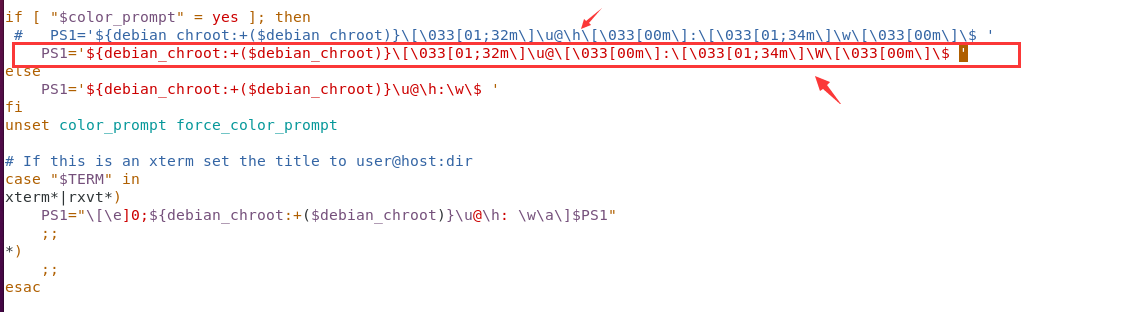 if [ "$color_prompt" = yes ]; then
 #   PS1='${debian_chroot:+($debian_chroot)}\[\033[01;32m\]\u@\h\[\033[00m\]:\[\033[01;34m\]\w\[\033[00m\]\$ '
    PS1='${debian_chroot:+($debian_chroot)}\[\033[01;32m\]\u@\[\033[00m\]:\[\033[01;34m\]\W\[\033[00m\]\$ '
else
    PS1='${debian_chroot:+($debian_chroot)}\u@\h:\w\$ '
fi
unset color_prompt force_color_prompt
# If this is an xterm set the title to user@host:dir
case "$TERM" in
xterm*|rxvt*)
    PS1="\[\e]0;${debian_chroot:+($debian_chroot)}\u@\h: \w\a\]$PS1"
    ;;
*)
    ;;
esac